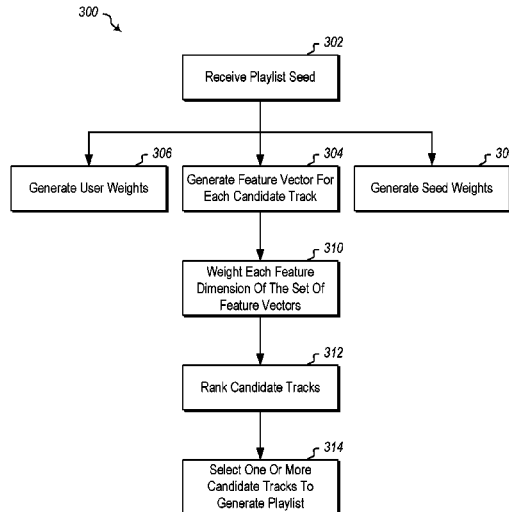 300
302
Receive Playlist Seed
306
Generate User Weights
304
Generate Feature Vector For
Each Candidate Track
Generate Seed Weights
310
Weight Each Feature
Dimension Of The Set Of
Feature Vectors
312
Rank Candidate Tracks
314
Select One Or More
Candidate Tracks To
Generate Playlist